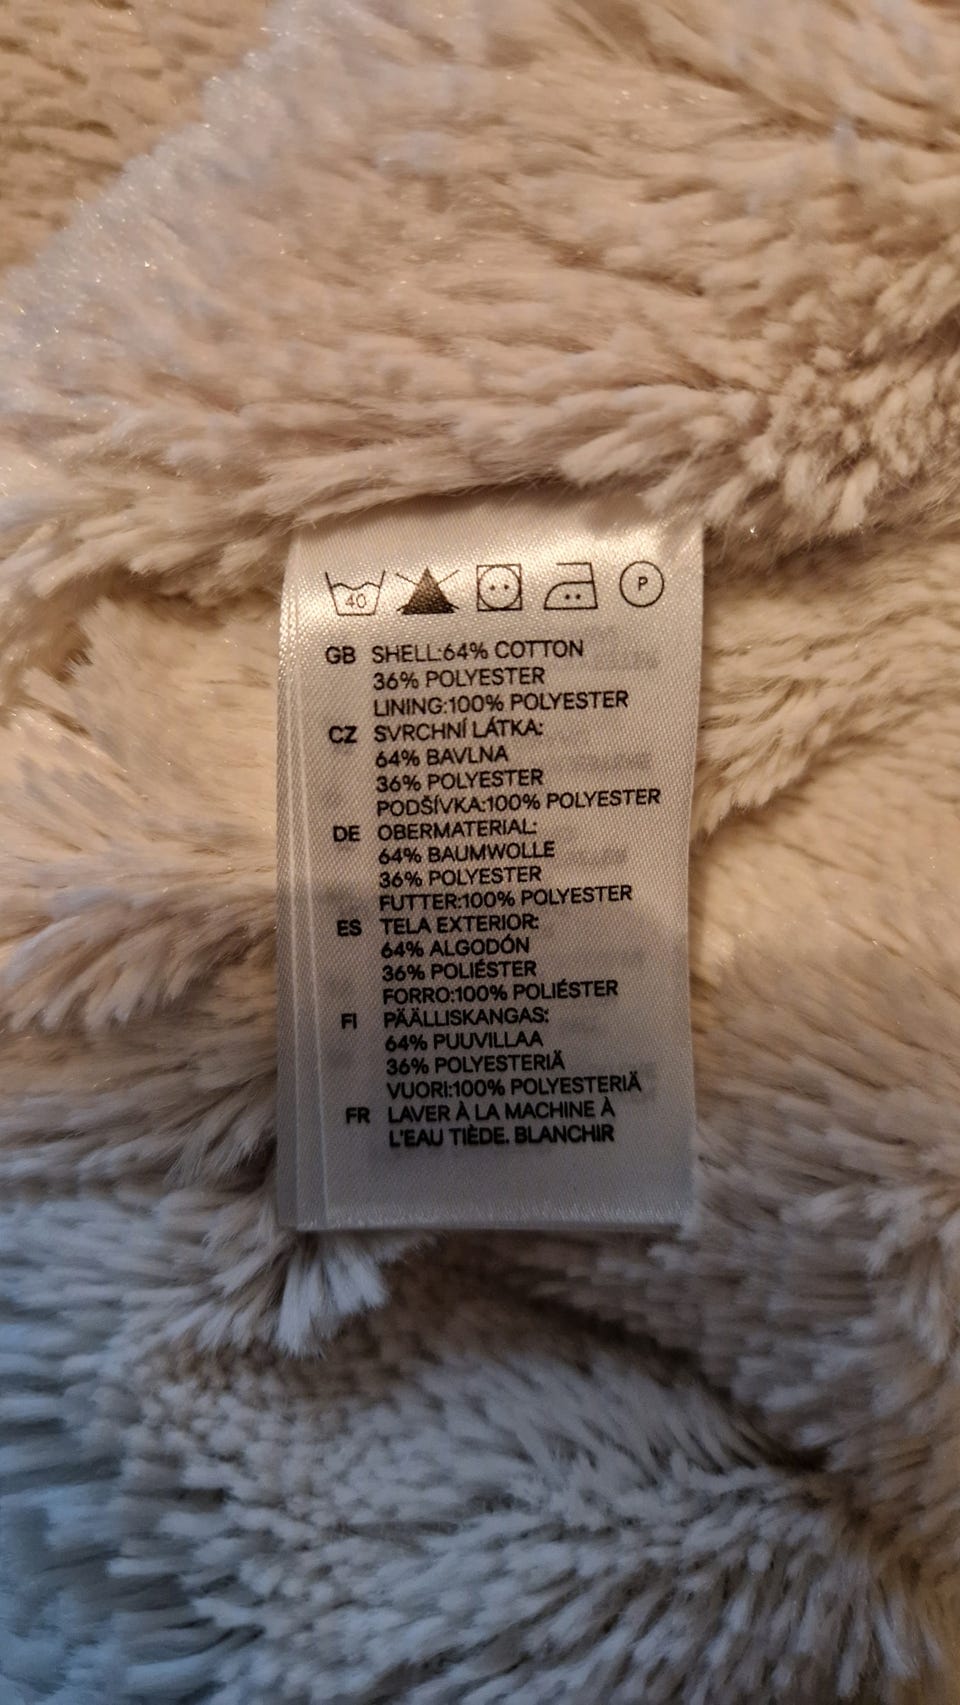 40 P
GB SHELL:64% COTTON
36% POLYESTER
LINING:100% POLYESTER
CZ SVRCHNÍ LÁTKA:
64% BAVLNA
36% POLYESTER
PODŠÍVKA:100% POLYESTER
DE OBERMATERIAL:
64% BAUMWOLLE
36% POLYESTER
FUTTER:100% POLYESTER
ES TELA EXTERIOR:
64% ALGODÓN
36% POLIÉSTER
FORRO:100% POLIÉSTER
FI PÄÄLLISKANGAS:
64% PUUVILLAA
36% POLYESTERIÄ
VUORI:100% POLYESTERIÄ
FR LAVER À LA MACHINE À
L'EAU TIÈDE. BLANCHIR